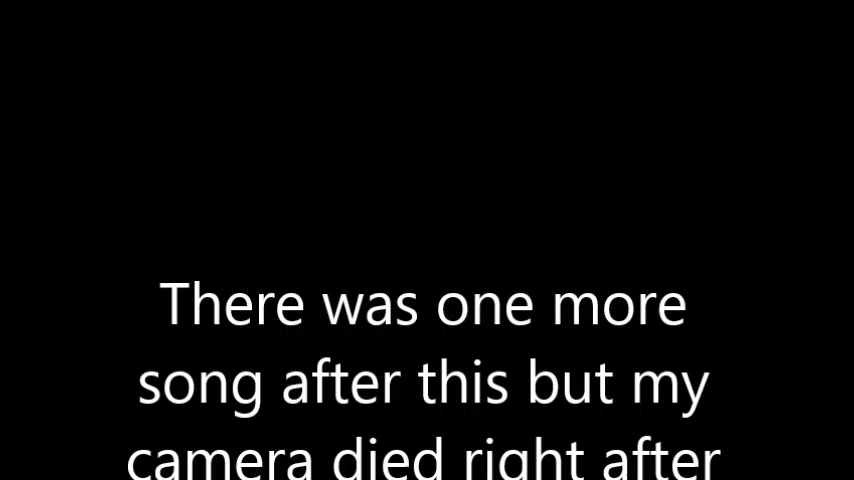 There was one more
song after this but my
camera died right after